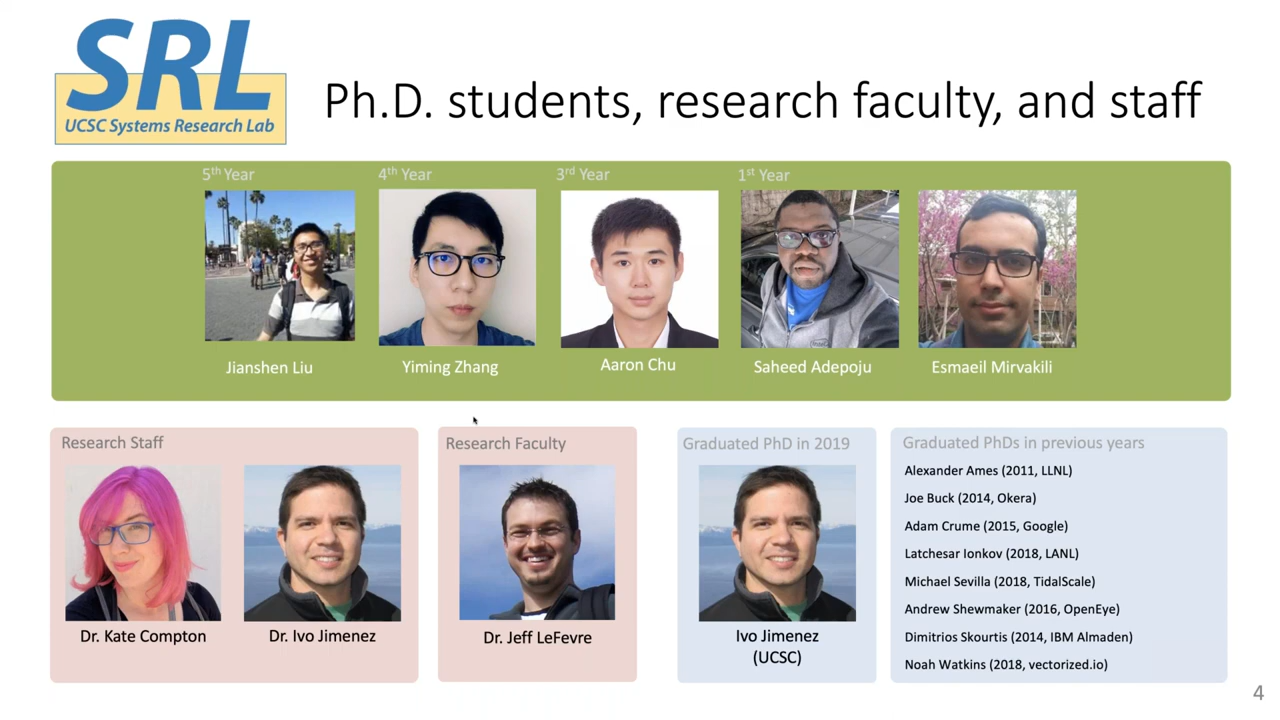 SRL
UCSC Systems Research Lab
Ph.D. students, research faculty, and staff
5th Year
4th Year
3rd Year
1st Year
Jianshen Liu
Yiming Zhang
Aaron Chu
Saheed Adepoju
Esmaeil Mirvakili
Research Staff
Dr. Kate Compton
Dr. Ivo Jimenez
Research Faculty
Dr. Jeff LeFevre
Graduated PhD in 2019
Ivo Jimenez
(UCSC)
Graduated PhDs in previous years
Alexander Ames (2011, LLNL)
Joe Buck (2014, Okera)
Adam Crume (2015, Google)
Latchesar Ionkov (2018, LANL)
Michael Sevilla (2018, TidalScale)
Andrew Shewmaker (2016, OpenEye)
Dimitrios Skourtis (2014, IBM Almaden)
Noah Watkins (2018, vectorized.io)
4